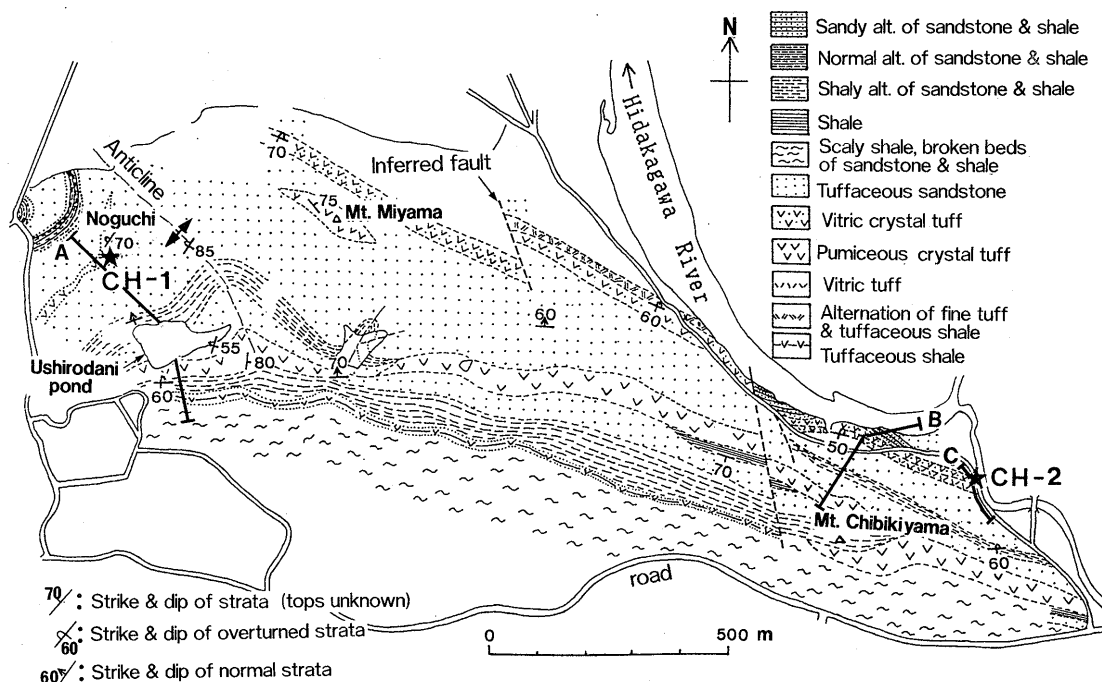 N
Hidakagawa River
Sandy alt. of sandstone & shale
Normal alt. of sandstone & shale
Shaly alt. of sandstone & shale
Shale
Scaly shale, broken beds
of sandstone & shale
Tuffaceous sandstone
Vitric crystal tuff
Pumiceous crystal tuff
Vitric tuff
Alternation of fine tuff
& tuffaceous shale
Tuffaceous shale
Anticline
70
Inferred fault
75
Mt. Miyama
Noguchi
70
A
85
CH-1
60
60
55
80
70
Ushirodani
pond
60
B
50
C
CH-2
70
Mt. Chibikiyama
60
road
70 : Strike & dip of strata (tops unknown)
60 : Strike & dip of overturned strata
60 : Strike & dip of normal strata
0 500 m